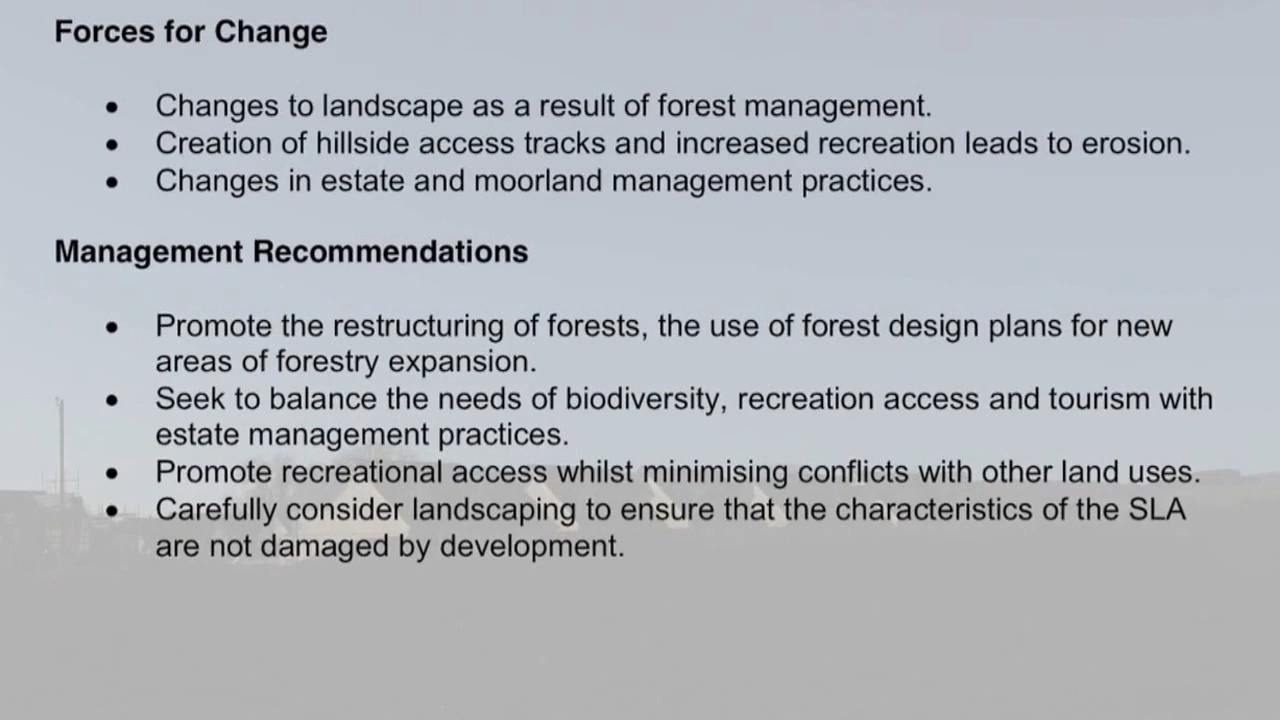 Forces for Change
• Changes to landscape as a result of forest management.
• Creation of hillside access tracks and increased recreation leads to erosion.
• Changes in estate and moorland management practices.
Management Recommendations
• Promote the restructuring of forests, the use of forest design plans for new
areas of forestry expansion.
• Seek to balance the needs of biodiversity, recreation access and tourism with
estate management practices.
• Promote recreational access whilst minimising conflicts with other land uses.
• Carefully consider landscaping to ensure that the characteristics of the SLA
are not damaged by development.